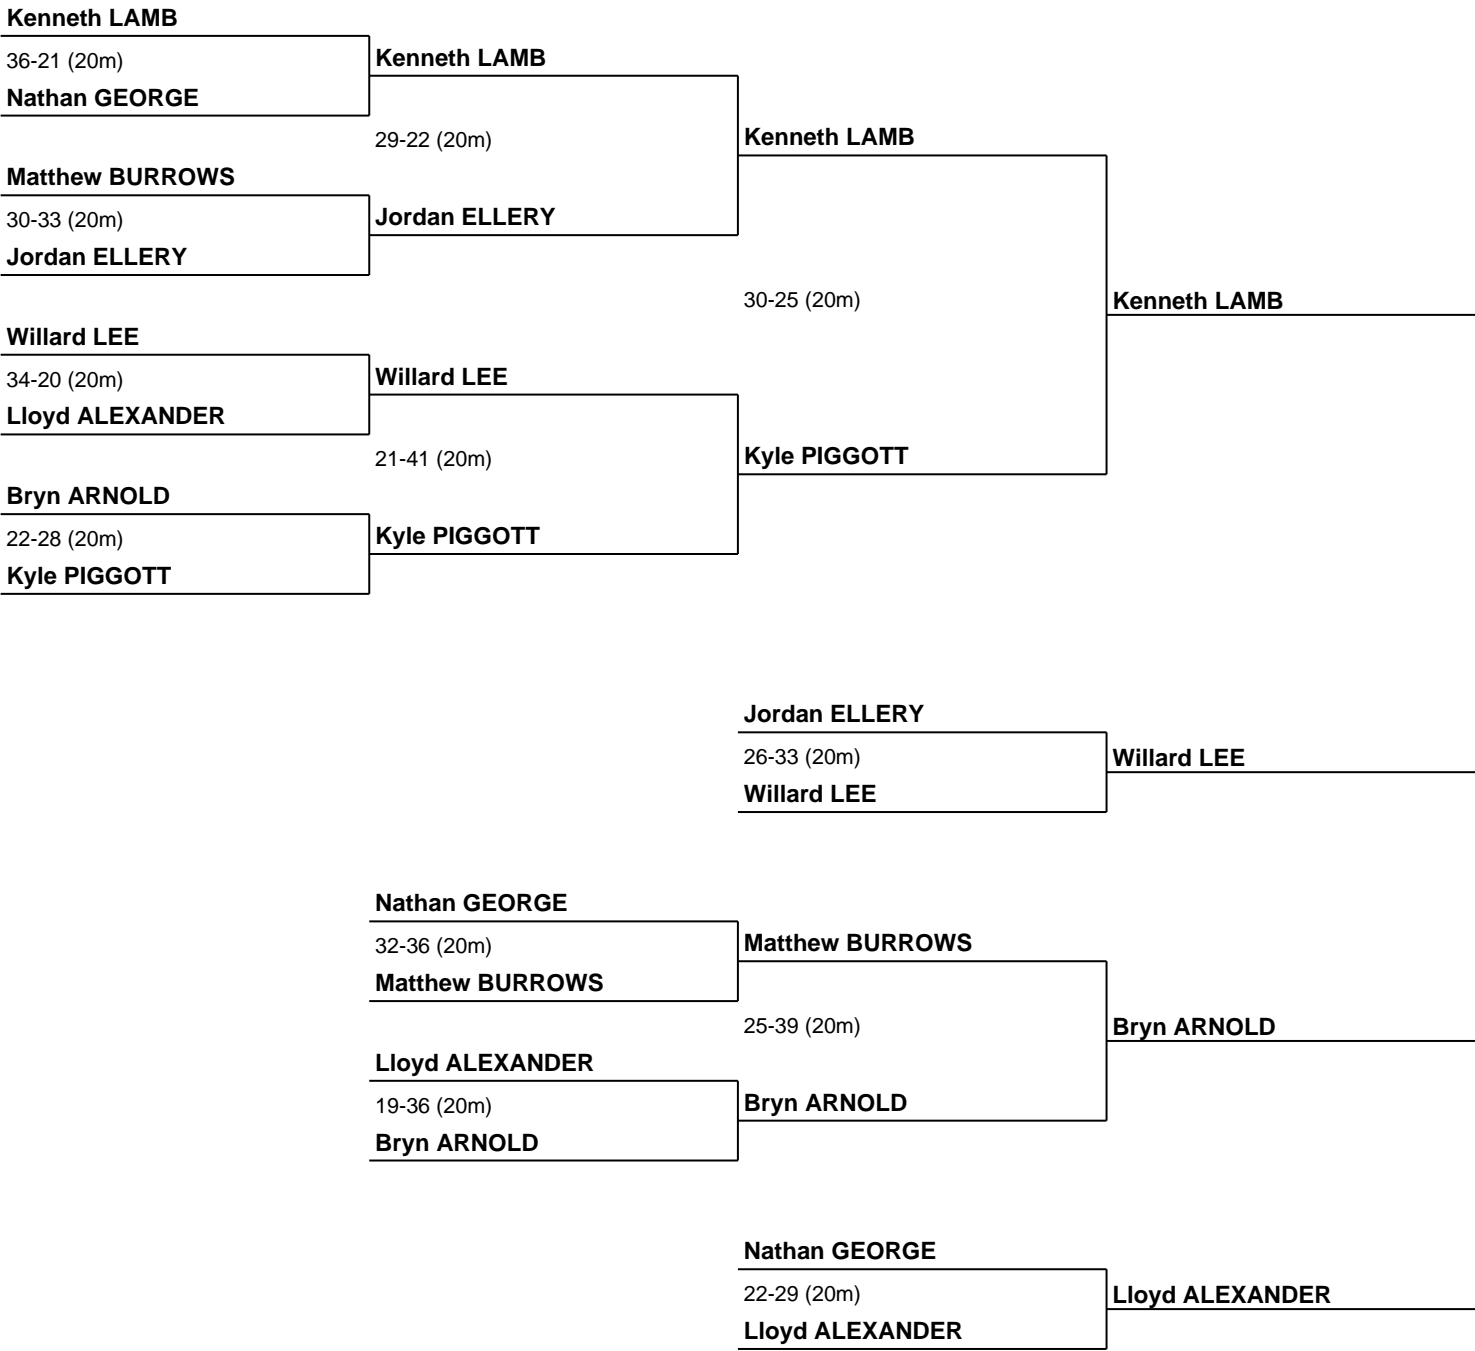 Kenneth LAMB
36-21 (20m)
Kenneth LAMB
Nathan GEORGE
29-22 (20m)
Kenneth LAMB
Matthew BURROWS
30-33 (20m)
Jordan ELLERY
Jordan ELLERY
30-25 (20m)
Kenneth LAMB
Willard LEE
34-20 (20m)
Willard LEE
Lloyd ALEXANDER
21-41 (20m)
Kyle PIGGOTT
Bryn ARNOLD
22-28 (20m)
Kyle PIGGOTT
Kyle PIGGOTT
Jordan ELLERY
26-33 (20m)
Willard LEE
Willard LEE
Nathan GEORGE
32-36 (20m)
Matthew BURROWS
Matthew BURROWS
25-39 (20m)
Bryn ARNOLD
Lloyd ALEXANDER
19-36 (20m)
Bryn ARNOLD
Bryn ARNOLD
Nathan GEORGE
22-29 (20m)
Lloyd ALEXANDER
Lloyd ALEXANDER